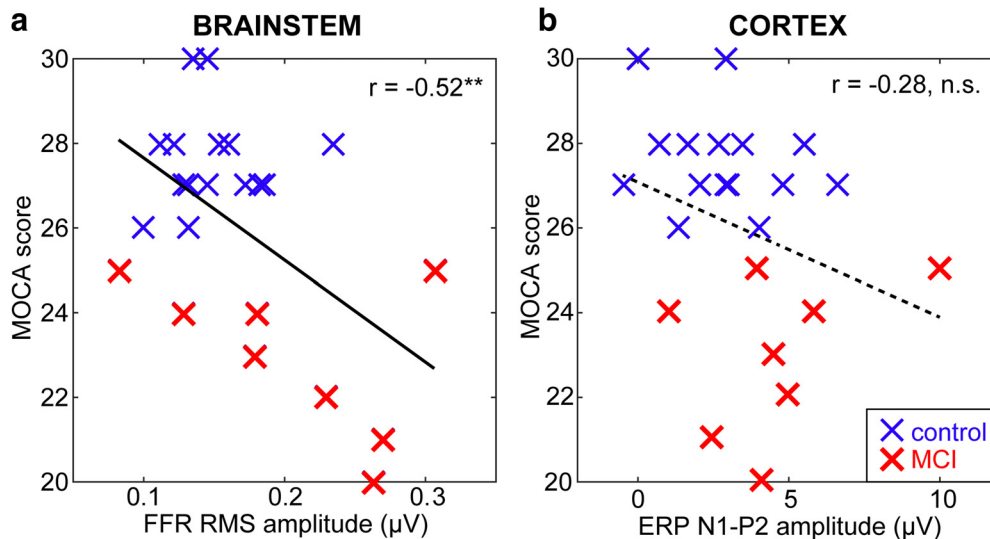 a BRAINSTEM
r = -0.52**
MOCA score
30
28
26
24
22
20
0.1 0.2 0.3
FFR RMS amplitude (µV)
b CORTEX
r = -0.28, n.s.
MOCA score
30
28
26
24
22
20
0 5 10
ERP N1-P2 amplitude (µV)
control
MCI